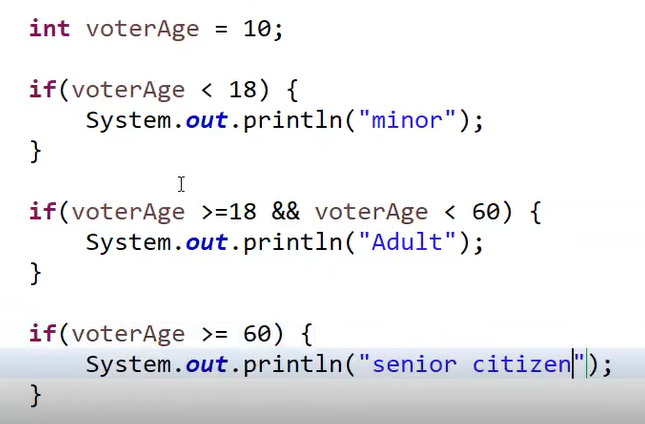 int voterAge = 10;
if(voterAge < 18) {
System.out.println("minor");
}
if(voterAge >=18 && voterAge < 60) {
System.out.println("Adult");
}
if(voterAge >= 60) {
System.out.println("senior citizen");
}